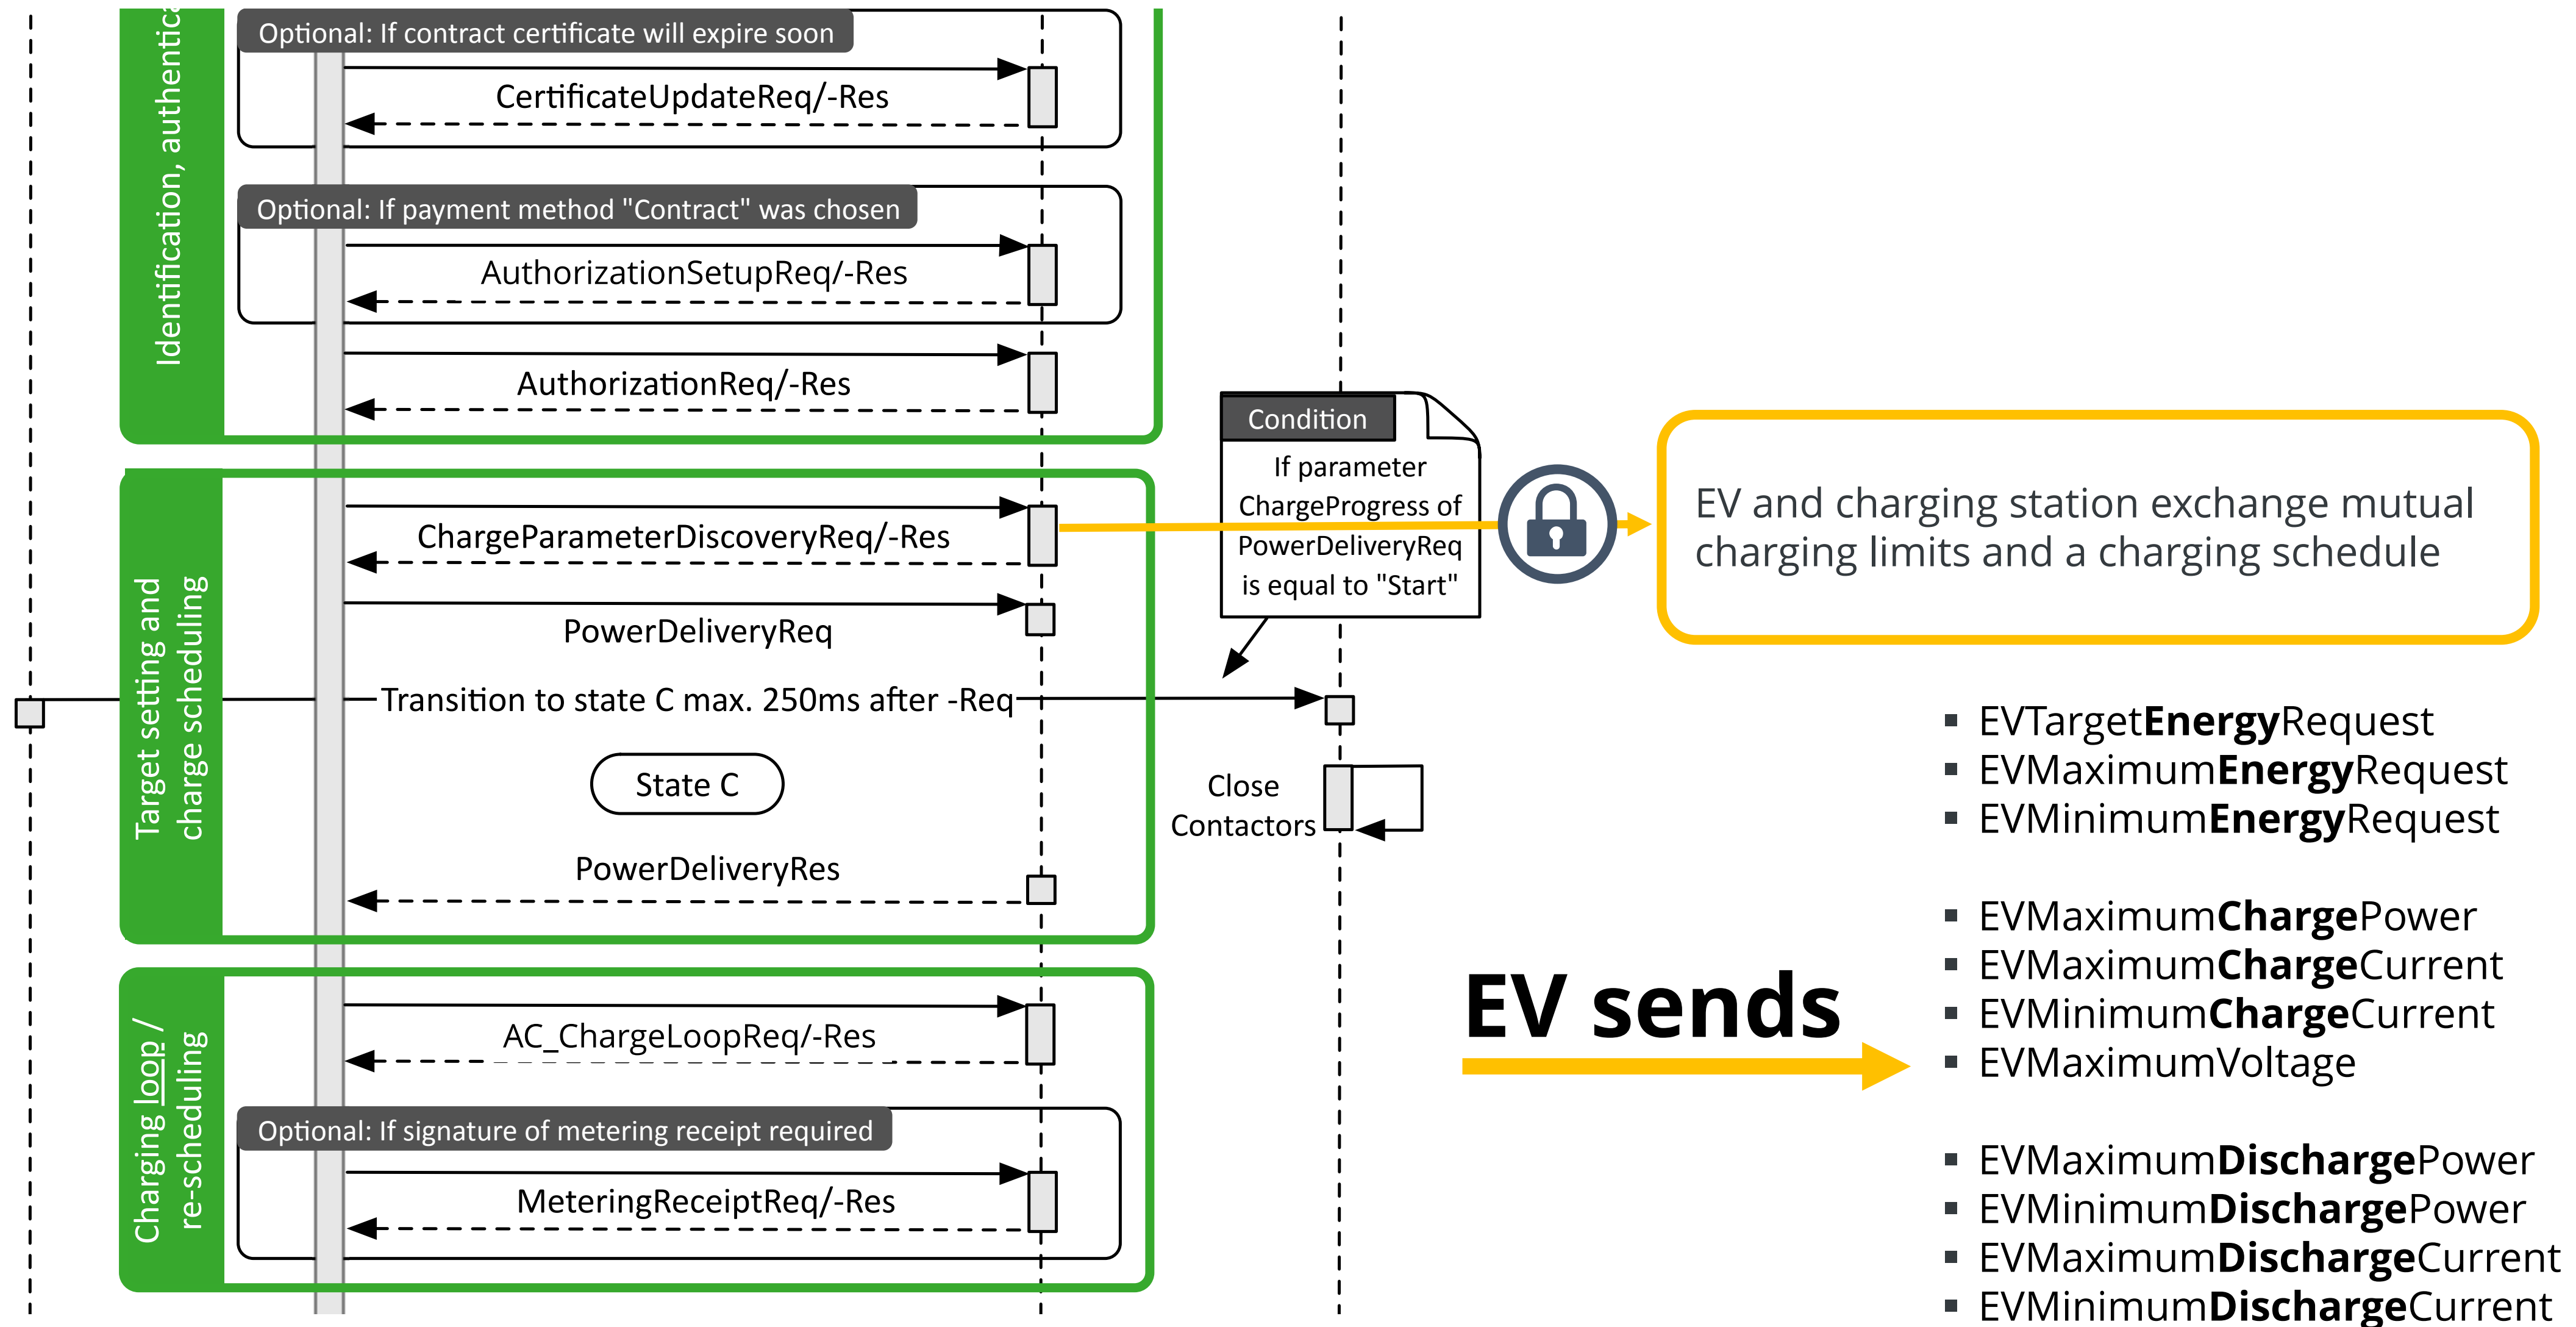 Identification, authentica
Optional: If contract certificate will expire soon
CertificateUpdateReq/-Res
Optional: If payment method "Contract" was chosen
AuthorizationSetupReq/-Res
AuthorizationReq/-Res
Target setting and
charge scheduling
ChargeParameterDiscoveryReq/-Res
PowerDeliveryReq
Transition to state C max. 250ms after -Req
State C
PowerDeliveryRes
Condition
If parameter
ChargeProgress of
PowerDeliveryReq
is equal to "Start"
Close
Contactors
Charging loop /
re-scheduling
AC_ChargeLoopReq/-Res
Optional: If signature of metering receipt required
MeteringReceiptReq/-Res
EV and charging station exchange mutual
charging limits and a charging schedule
EV sends
▪ EVTargetEnergyRequest
▪ EVMaximumEnergyRequest
▪ EVMinimumEnergyRequest
▪ EVMaximumChargePower
▪ EVMaximumChargeCurrent
▪ EVMinimumChargeCurrent
▪ EVMaximumVoltage
▪ EVMaximumDischargePower
▪ EVMinimumDischargePower
▪ EVMaximumDischargeCurrent
▪ EVMinimumDischargeCurrent